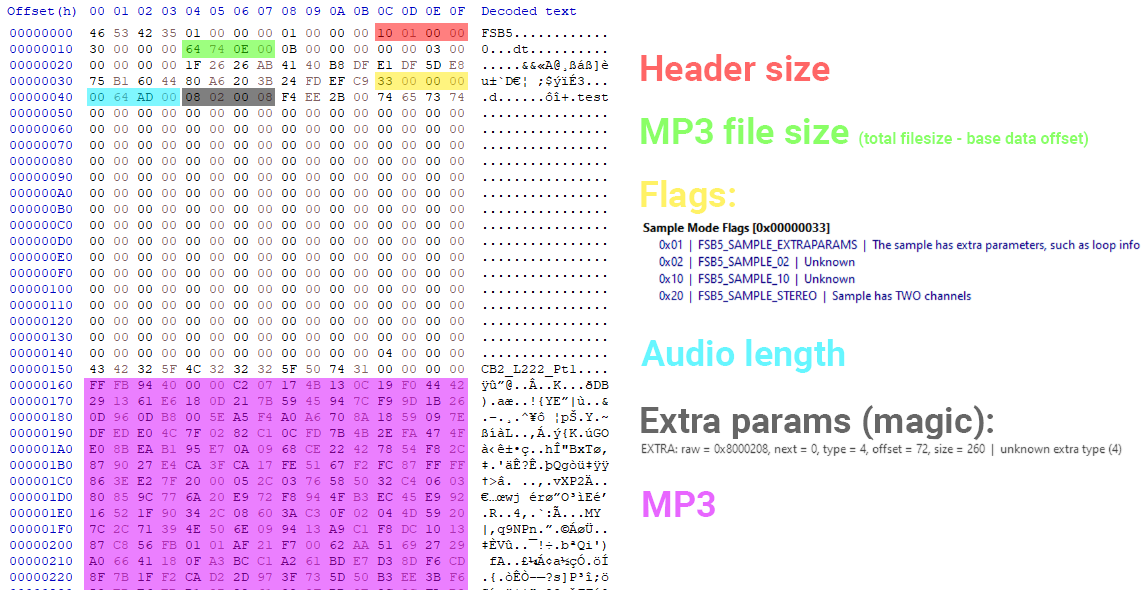 Offset(h) 00 01 02 03 04 05 06 07 08 09 0A 0B 0C 0D 0E 0F Decoded text
00000000 46 53 42 35 01 00 00 00 01 00 00 00 10 01 00 00 FSB5............
00000010 30 00 00 00 64 74 0E 00 0B 00 00 00 00 00 03 00 0...dt..........
00000020 00 00 00 00 1F 26 26 AB 41 40 B8 DF E1 DF 5D E8 .....&&«A@¸ßáß]è
00000030 75 B1 60 44 80 A6 20 3B 24 FD EF C9 33 00 00 00 u±`D€¦ ;$ýïÉ3...
00000040 00 64 AD 00 08 02 00 08 F4 EE 2B 00 74 65 73 74 .d......ôî+.test
00000050 00 00 00 00 00 00 00 00 00 00 00 00 00 00 00 00 ................
00000060 00 00 00 00 00 00 00 00 00 00 00 00 00 00 00 00 ................
00000070 00 00 00 00 00 00 00 00 00 00 00 00 00 00 00 00 ................
00000080 00 00 00 00 00 00 00 00 00 00 00 00 00 00 00 00 ................
00000090 00 00 00 00 00 00 00 00 00 00 00 00 00 00 00 00 ................
000000A0 00 00 00 00 00 00 00 00 00 00 00 00 00 00 00 00 ................
000000B0 00 00 00 00 00 00 00 00 00 00 00 00 00 00 00 00 ................
000000C0 00 00 00 00 00 00 00 00 00 00 00 00 00 00 00 00 ................
000000D0 00 00 00 00 00 00 00 00 00 00 00 00 00 00 00 00 ................
000000E0 00 00 00 00 00 00 00 00 00 00 00 00 00 00 00 00 ................
000000F0 00 00 00 00 00 00 00 00 00 00 00 00 00 00 00 00 ................
00000100 00 00 00 00 00 00 00 00 00 00 00 00 00 00 00 00 ................
00000110 00 00 00 00 00 00 00 00 00 00 00 00 00 00 00 00 ................
00000120 00 00 00 00 00 00 00 00 00 00 00 00 00 00 00 00 ................
00000130 00 00 00 00 00 00 00 00 00 00 00 00 00 00 00 00 ................
00000140 00 00 00 00 00 00 00 00 00 00 00 00 04 00 00 00 ................
00000150 43 42 32 5F 4C 32 32 32 5F 50 74 31 00 00 00 00 CB2_L222_Pt1....
00000160 FF FB 94 40 00 00 C2 07 17 4B 13 0C 19 F0 44 42 ÿû”@..Â..K...ðDB
00000170 29 13 61 E6 18 0D 21 7B 59 45 94 7C F9 9D 1B 26 ).aæ..!{YE”|ù..&
00000180 0D 96 0D B8 00 5E A5 F4 A0 A6 70 8A 18 59 09 7E .–.¸.^¥ô ¦pŠ.Y.~
00000190 DF ED E0 4C 7F 02 82 C1 0C FD 7B 4B 2E FA 47 4F ßíàL..‚Á.ý{K.úGO
000001A0 E0 8B EA B1 95 E7 0A 09 68 CE 22 42 78 54 F8 2C à‹ê±•ç..hÎ"BxTø,
000001B0 87 90 27 E4 CA 3F CA 17 FE 51 67 F2 FC 87 FF FF ‡.'äÊ?Ê.þQgòü‡ÿÿ
000001C0 86 3E E2 7F 20 00 05 2C 03 76 58 50 32 C4 06 03 †>â. ..,.vXP2Ä..
000001D0 80 85 9C 77 6A 20 E9 72 F8 94 4F B3 EC 45 E9 92 €…œwj érø”O³ìEé’
000001E0 16 52 1F 90 34 2C 08 60 3A C3 0F 02 04 4D 59 20 .R..4,.`:Ã...MY
000001F0 7C 2C 71 39 4E 50 6E 09 94 13 A9 C1 F8 DC 10 13 |,q9NPn.”.©ÁøÜ..
00000200 87 C8 56 FB 01 01 AF 21 F7 00 62 AA 51 69 27 29 ‡ÈVû..¯!÷.bªQi')
00000210 A0 66 41 18 0F A3 BC C1 A2 61 BD E7 D3 8D F6 CD fA..£¼Á¢a½çÓ.öÍ
00000220 8F 7B 1F F2 CA D2 2D 97 3F 73 5D 50 B3 EE 3B F6 .{.òÊÒ-—?s]P³î;ö
Header size
MP3 file size (total filesize - base data offset)
Flags:
Sample Mode Flags [0x00000033]
0x01 | FSB5_SAMPLE_EXTRAPARAMS | The sample has extra parameters, such as loop info
0x02 | FSB5_SAMPLE_02 | Unknown
0x10 | FSB5_SAMPLE_10 | Unknown
0x20 | FSB5_SAMPLE_STEREO | Sample has TWO channels
Audio length
Extra params (magic):
EXTRA: raw = 0x8000208, next = 0, type = 4, offset = 72, size = 260 | unknown extra type (4)
MP3